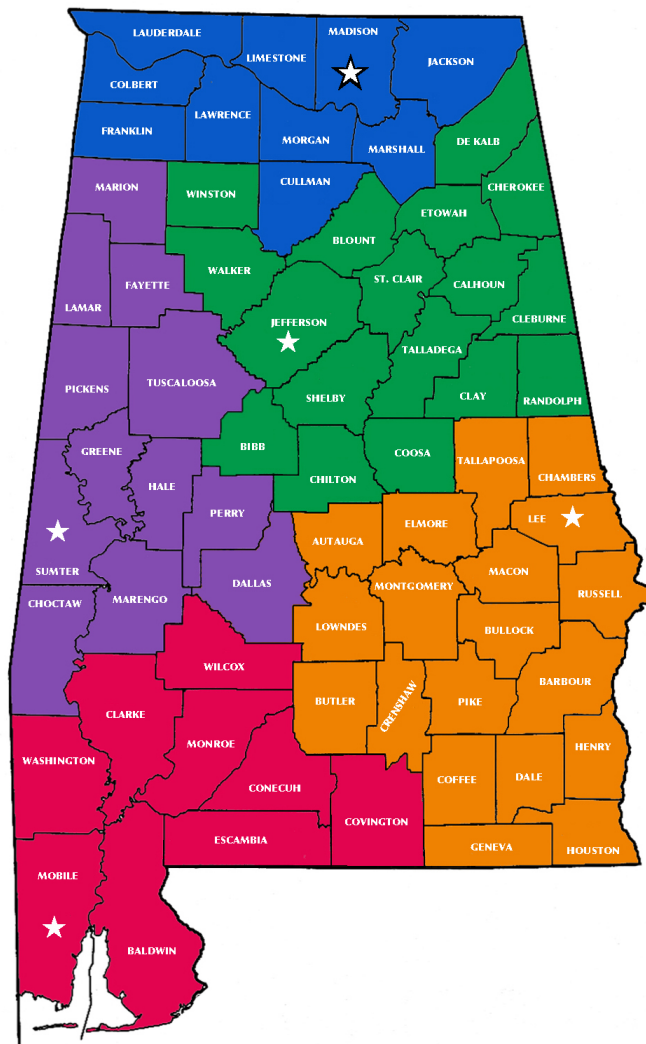 LAUDERDALE
LIMESTONE
MADISON
JACKSON
COLBERT
LAWRENCE
FRANKLIN
MORGAN
MARSHALL
DE KALB
CULLMAN
MARION
WINSTON
CHEROKEE
ETOWAH
BLOUNT
WALKER
ST. CLAIR
CALHOUN
FAYETTE
LAMAR
JEFFERSON
CLEBURNE
TALLADEGA
TUSCALOOSA
PICKENS
SHELBY
CLAY
RANDOLPH
GREENE
BIBB
COOSA
TALLAPOOSA
CHAMBERS
CHILTON
HALE
PERRY
ELMORE
LEE
AUTAUGA
SUMTER
MACON
DALLAS
MONTGOMERY
RUSSELL
CHOCTAW
MARENGO
LOWNDES
BULLOCK
WILCOX
BARBOUR
BUTLER
CRENSHAW
PIKE
CLARKE
MONROE
HENRY
WASHINGTON
COFFEE
DALE
CONECUH
COVINGTON
ESCAMBIA
GENEVA
HOUSTON
MOBILE
BALDWIN